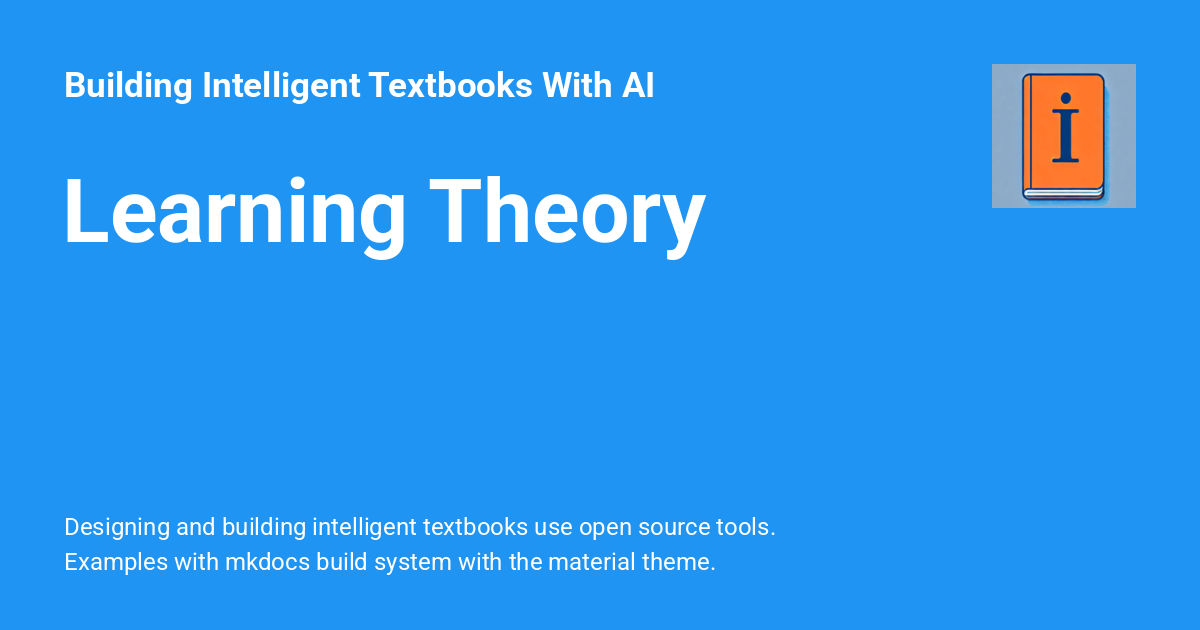 Building Intelligent Textbooks With AI
i
Learning Theory
Designing and building intelligent textbooks use open source tools.
Examples with mkdocs build system with the material theme.